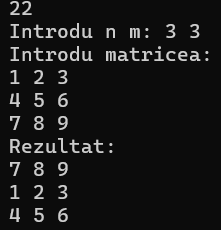 22
Introdu n m: 3 3
Introdu matricea:
1 2 3
4 5 6
7 8 9
Rezultat:
7 8 9
1 2 3
4 5 6